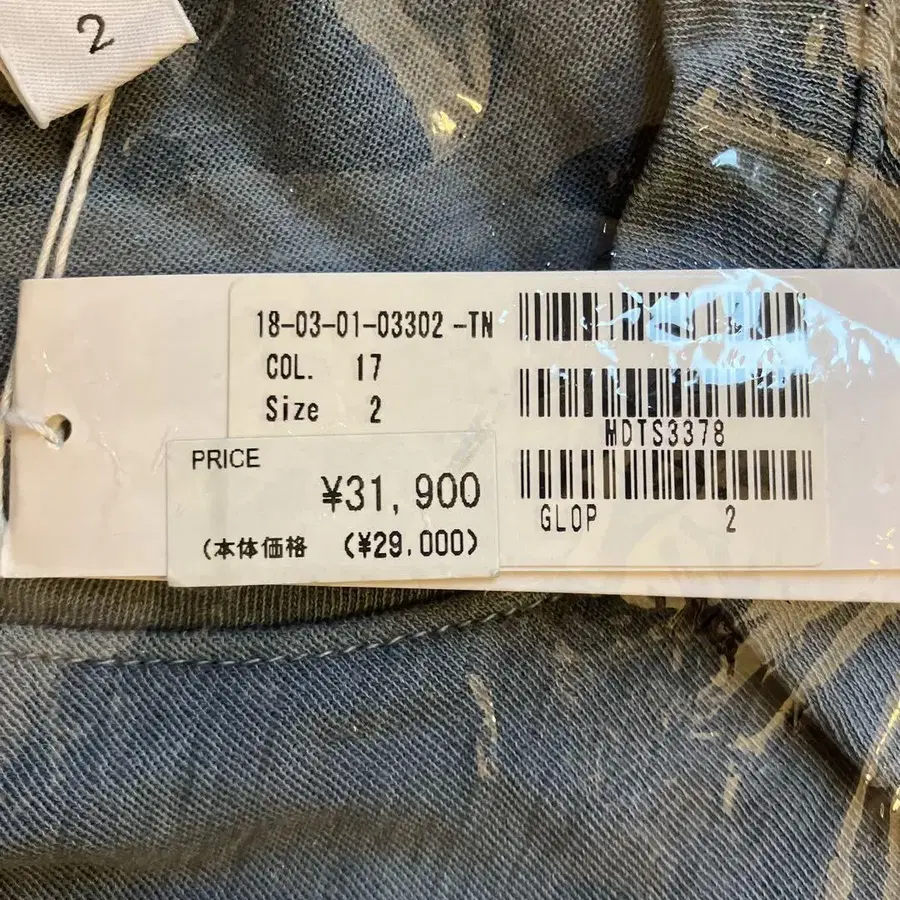 2
18-03-01-03302-TN
COL. 17
Size 2
MDTS3378
GLOP 2
PRICE
¥31,900
(本体価格 (¥29,000)